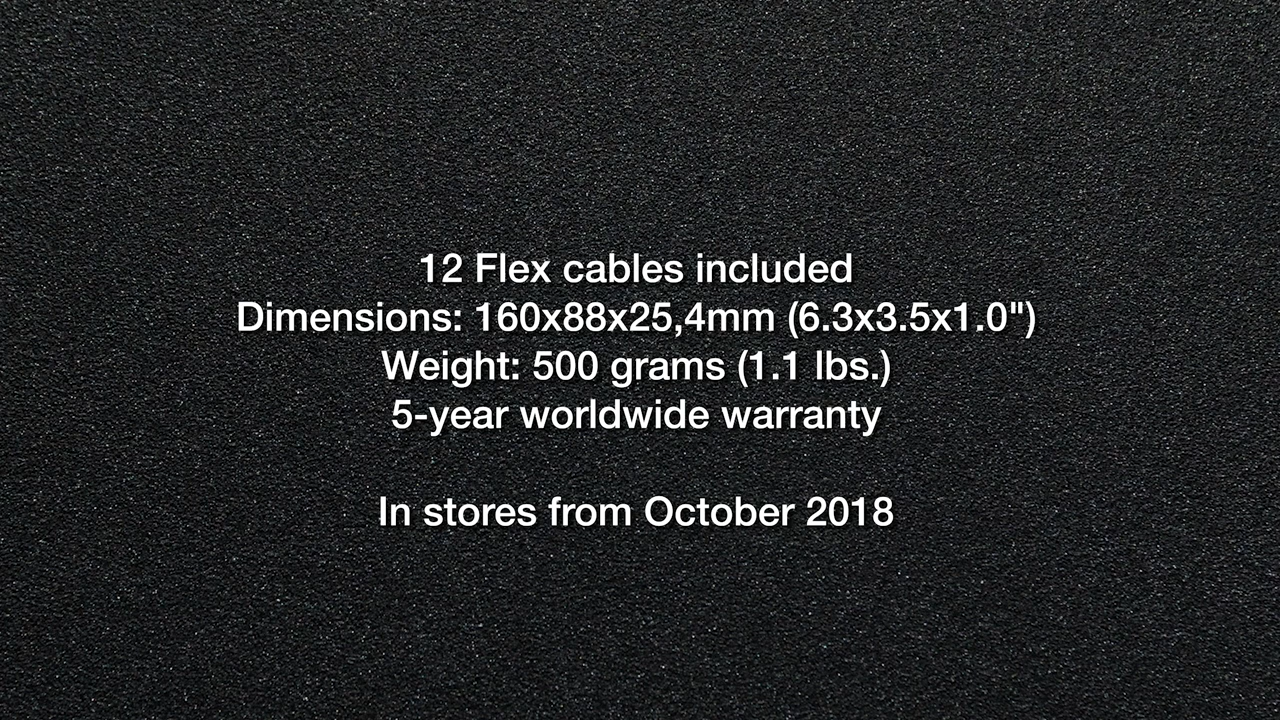 12 Flex cables included
Dimensions: 160x88x25,4mm (6.3x3.5x1.0")
Weight: 500 grams (1.1 lbs.)
5-year worldwide warranty
In stores from October 2018